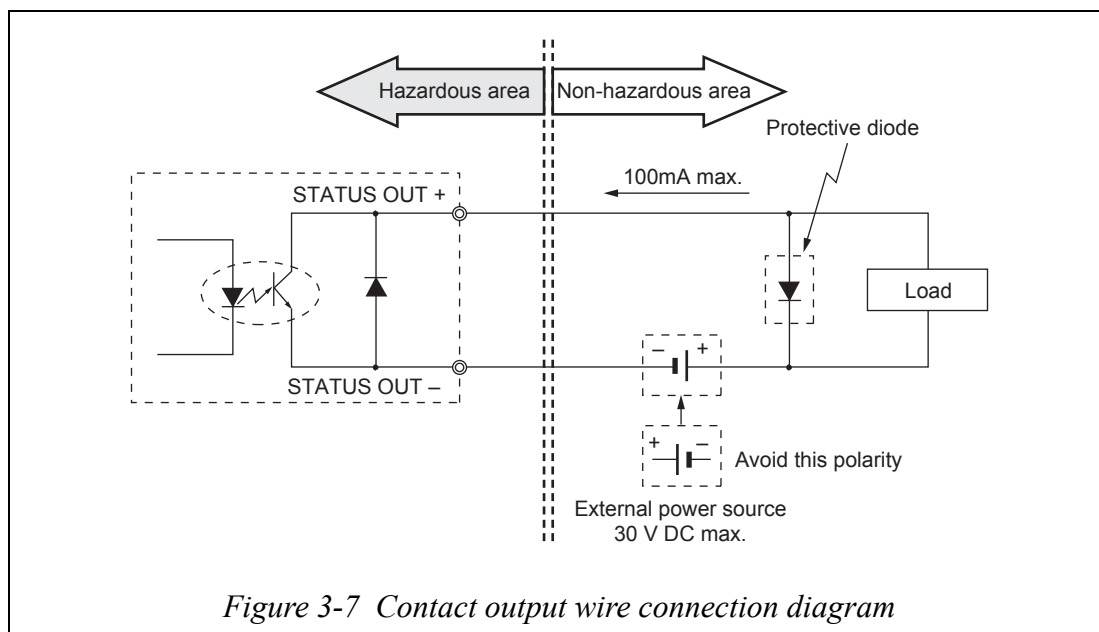 Hazardous area
Non-hazardous area
Protective diode
100mA max.
STATUS OUT +
Load
– +
STATUS OUT –
+ –
Avoid this polarity
External power source
30 V DC max.
Figure 3-7 Contact output wire connection diagram